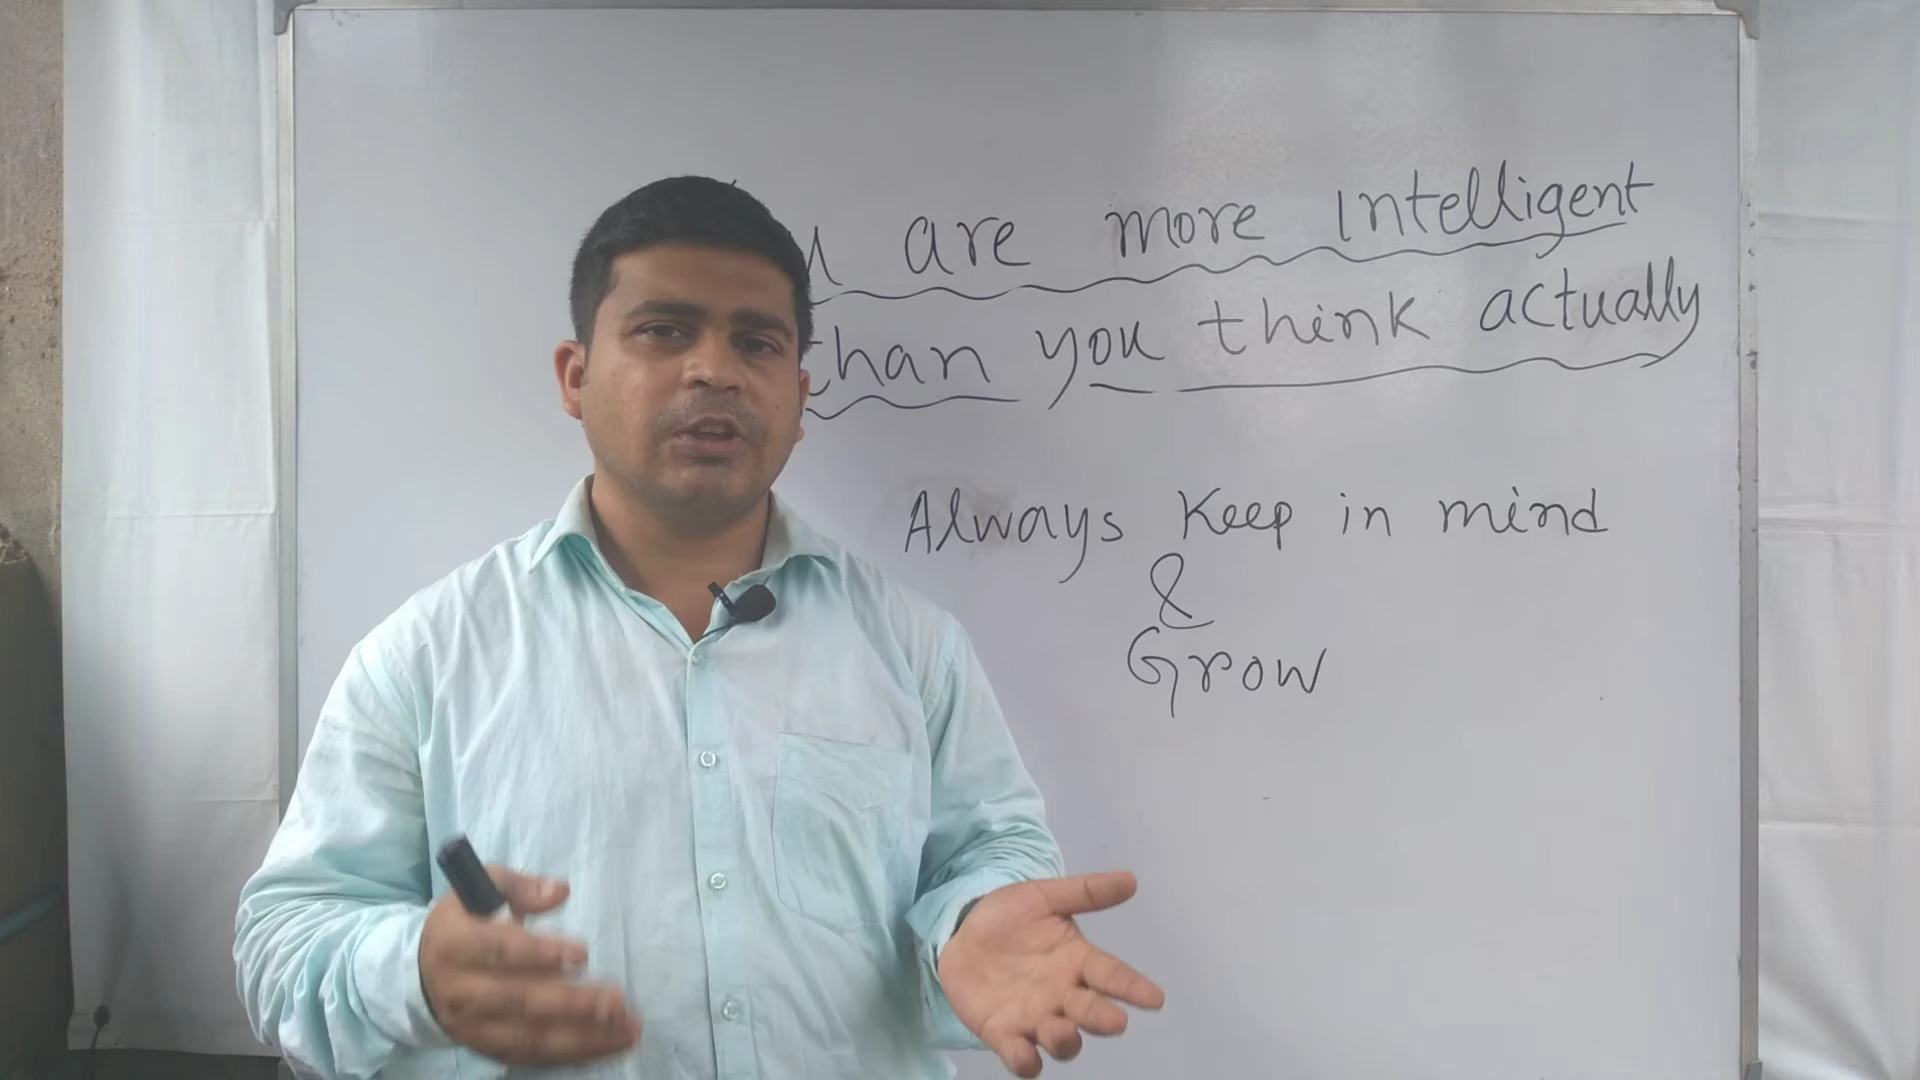 are more Intelligent
than you think actually
Always Keep in mind
&
Grow